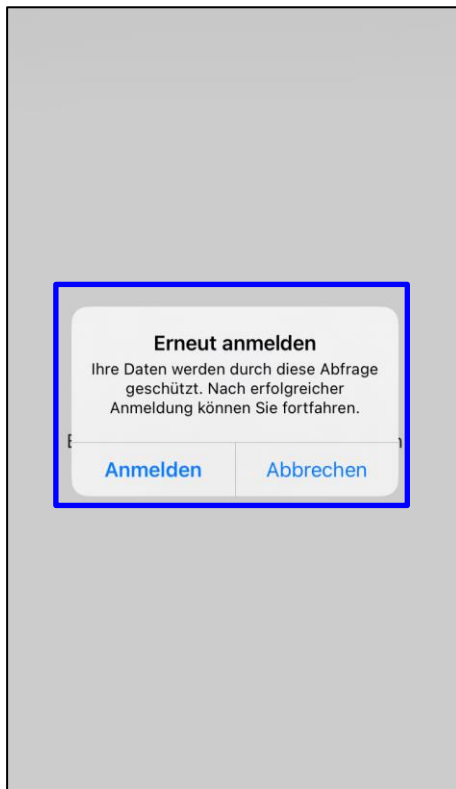 Erneut anmelden
Ihre Daten werden durch diese Abfrage
geschützt. Nach erfolgreicher
Anmeldung können Sie fortfahren.
Anmelden Abbrechen